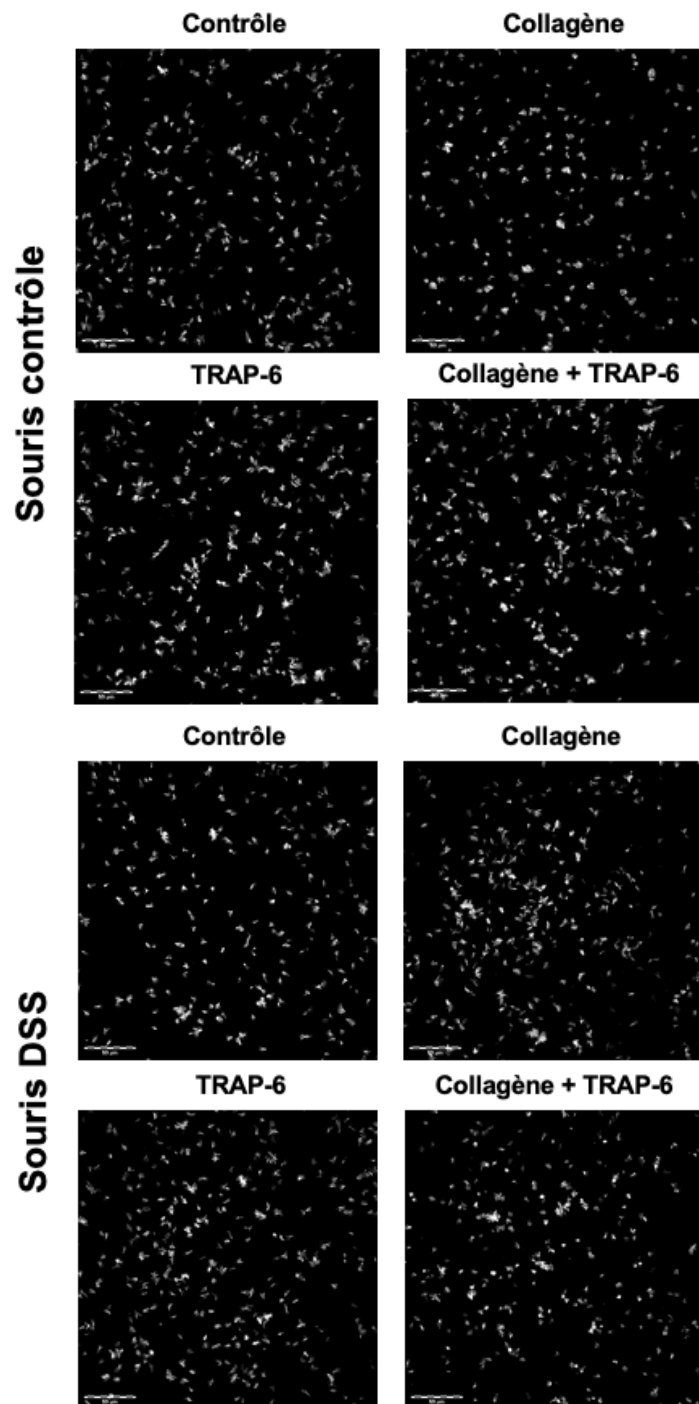 Contrôle
Collagène
Souris contrôle
TRAP-6
Collagène + TRAP-6
Contrôle
Collagène
Souris DSS
TRAP-6
Collagène + TRAP-6